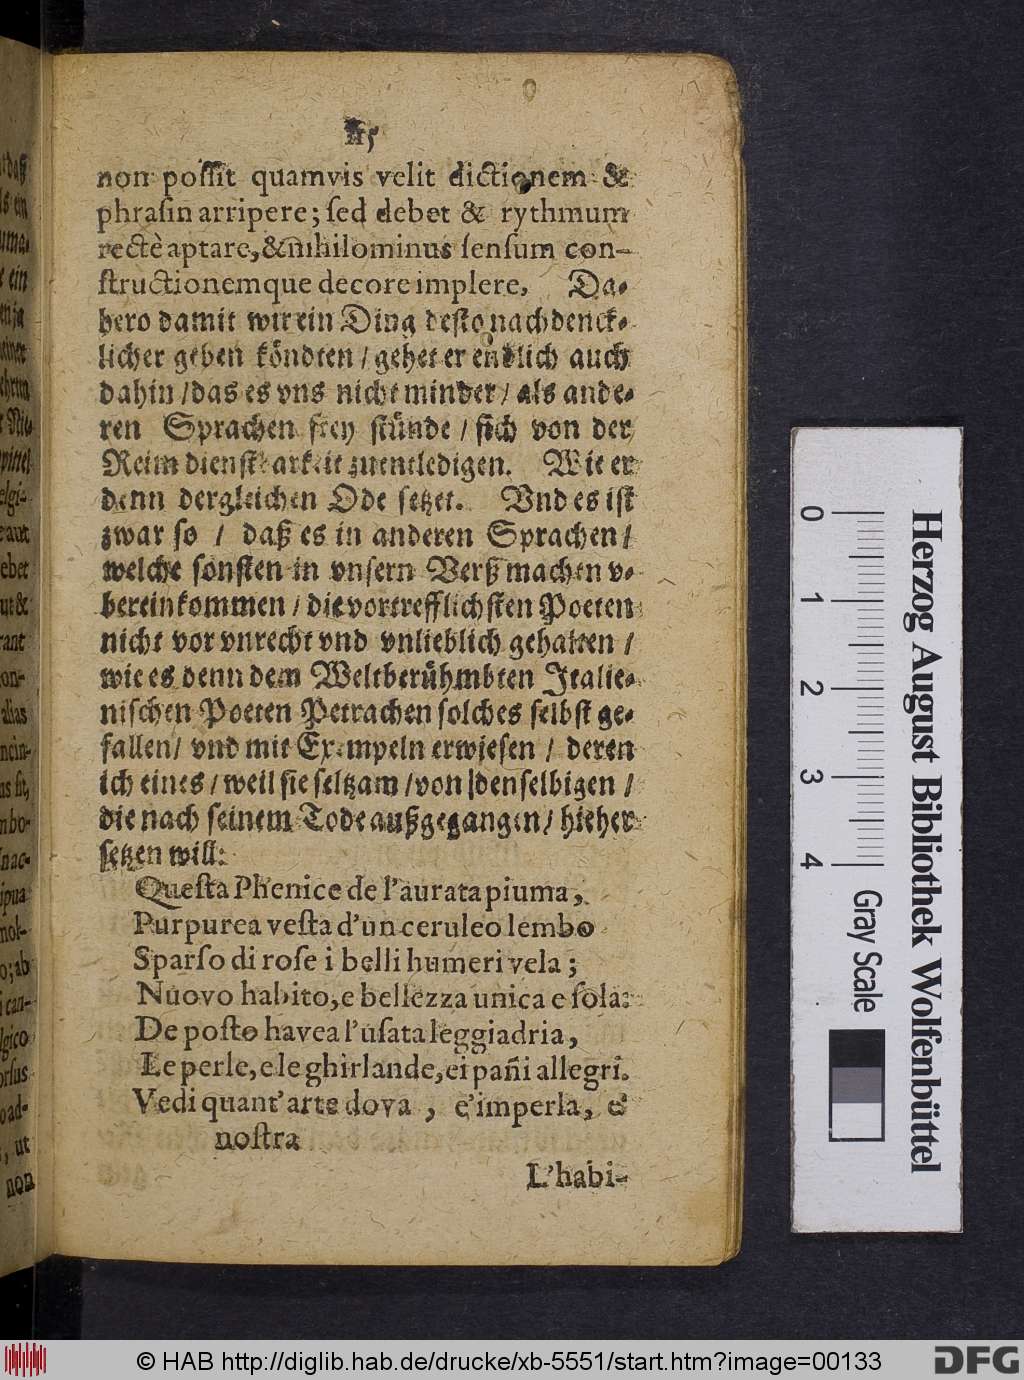 non possit quamvis velit dictionem &
phrasin arripere; sed debet & rythmum
rectè aptare, & nihilominus sensum con-
structionemque decore implere. Da-
hero damit wir ein Ding desto nachdenck-
licher geben köndten / gehet er endlich auch
dahin / das es vns nicht minder / als ande-
ren Sprachen frey stünde / sich von der
Reim dienstbarkeit zuentledigen. Wie er
denn dergleichen Ode setzet. Vnd es ist
zwar so / daß es in anderen Sprachen /
welche sonsten in vnsern Verß machen v-
bereinkommen / die vortrefflichsten Poeten
nicht vor vnrecht vnd vnlieblich gehalten /
wie es denn dem Weltberühmbten Italie-
nischen Poeten Petrachen solches selbst ge-
fallen / vnd mit Exempeln erwiesen / deren
ich eines / weil sie seltzam / von denselbigen /
die nach seinem Tode außgegangen / hieher
setzen will:
Questa Phenice de l'aurata piuma,
Purpurea vesta d'un ceruleo lembo
Sparso di rose i belli humeri vela;
Nuovo habito, e bellezza unica e sola:
De posto havea l'usata leggiadria,
Le perle, e le ghirlande, ei pañi allegri.
Vedi quant' arte dova, e'imperla, e'
nostra
L'habi-
0 1 2 3 4
Gray Scale
Herzog August Bibliothek Wolfenbüttel
© HAB http://diglib.hab.de/drucke/xb-5551/start.htm?image=00133
DFG